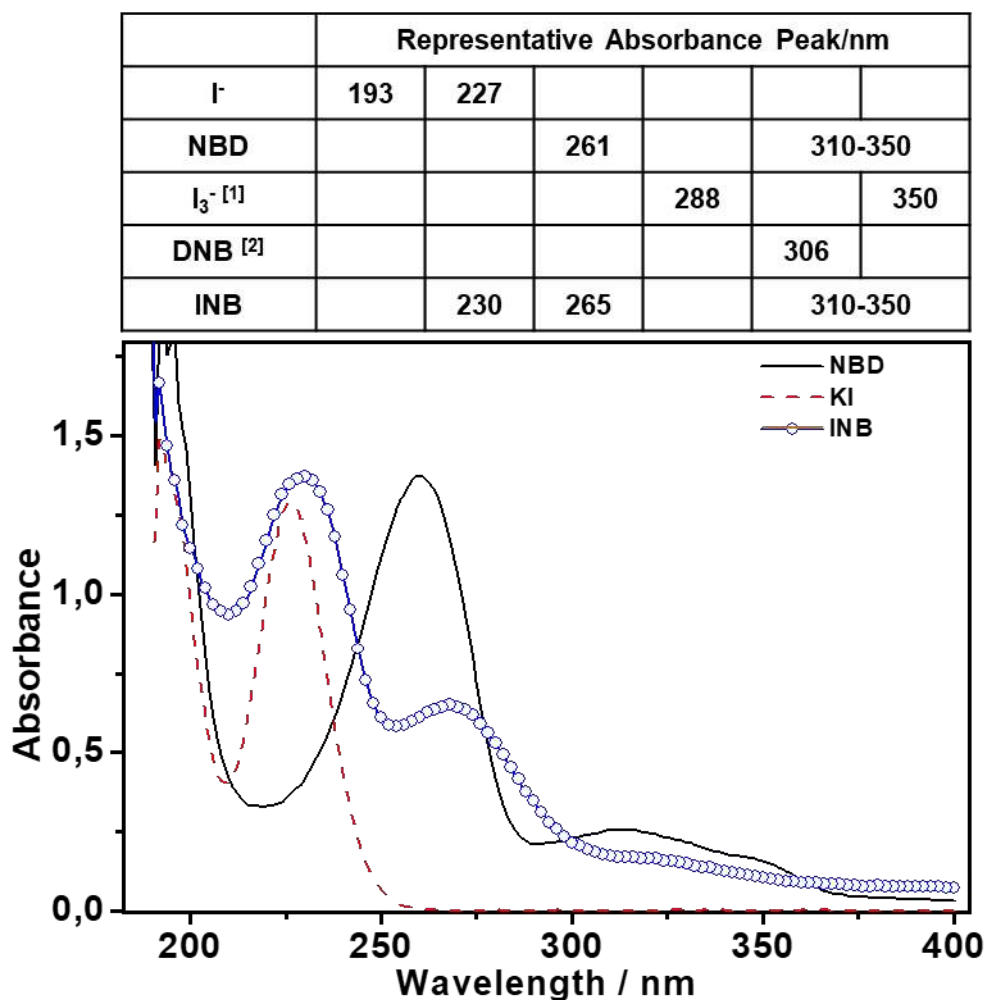 Representative Absorbance Peak/nm
I- 193 227
NBD 261 310-350
I3- [1] 288 350
DNB [2] 306
INB 230 265 310-350
NBD
KI
INB
1,5
1,0
0,5
0,0
Absorbance
200 250 300 350 400
Wavelength / nm